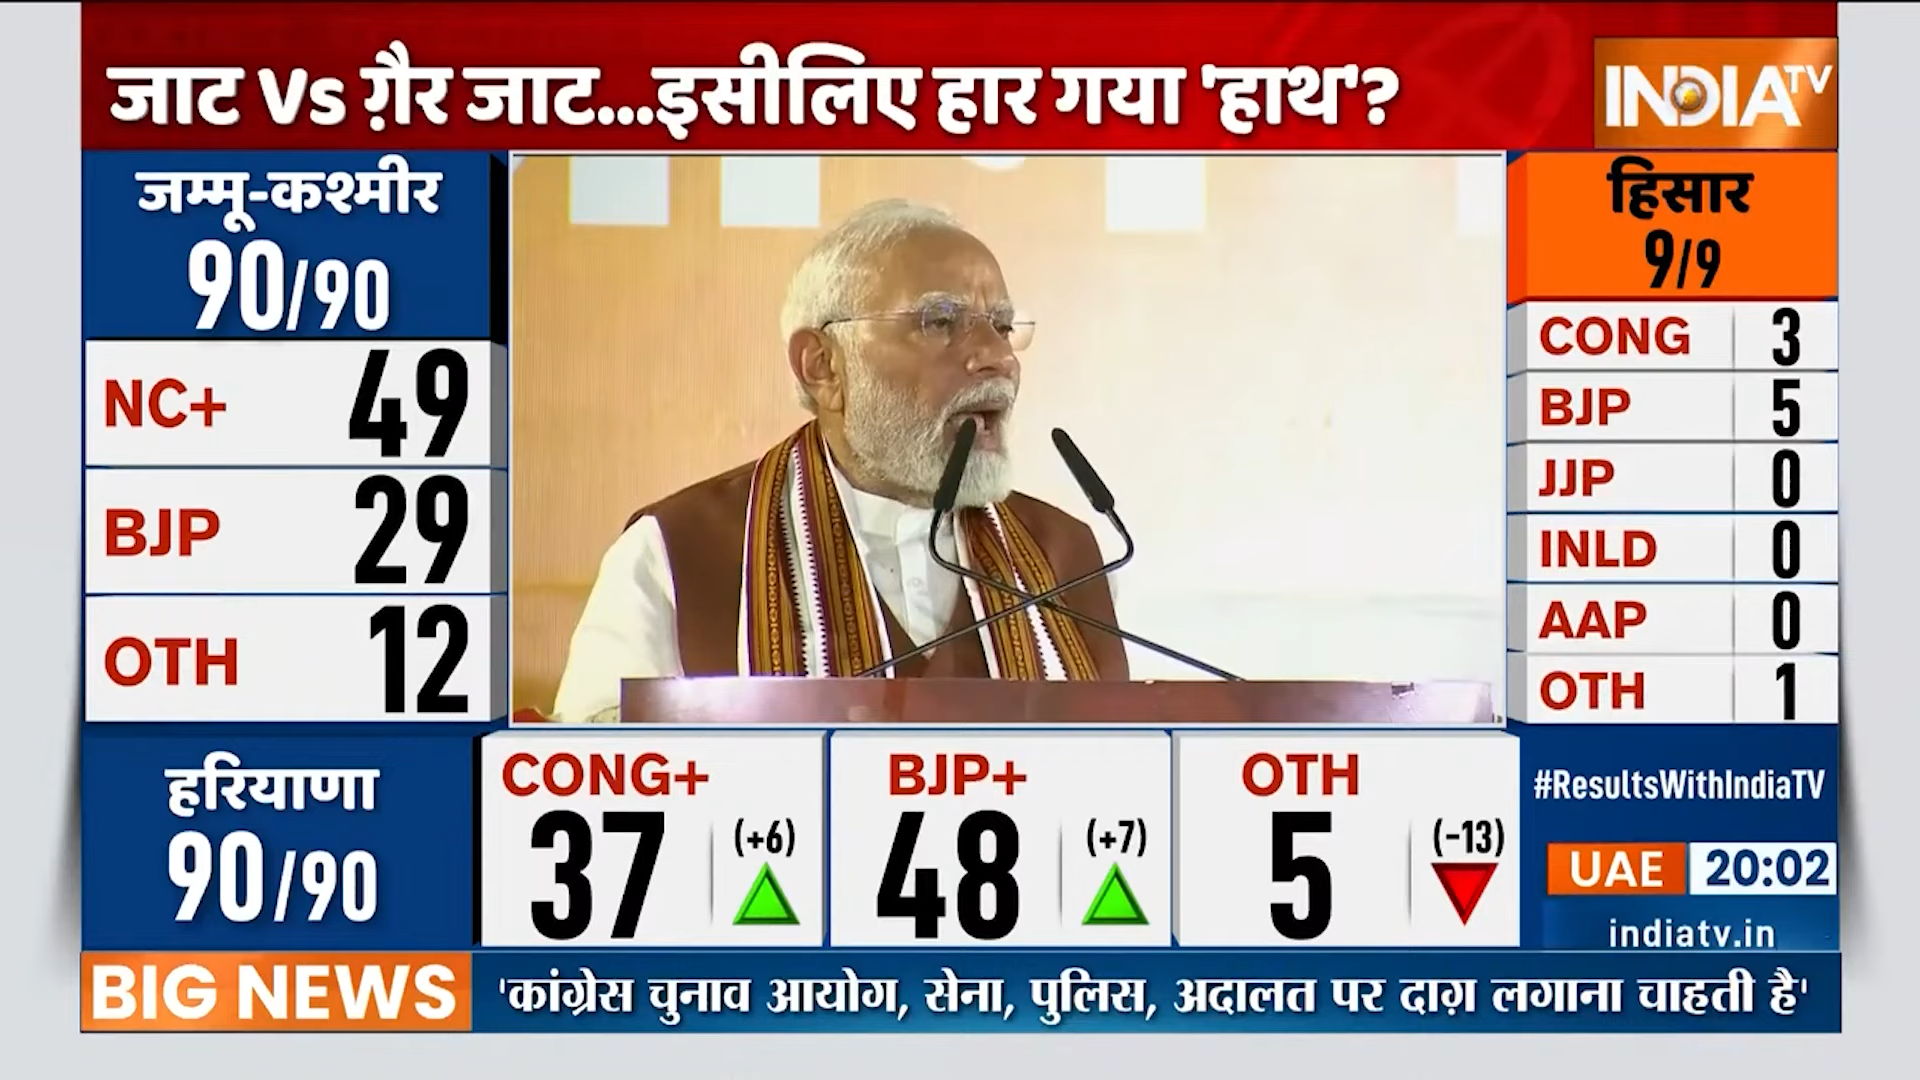 जाट Vs ग़ैर जाट...इसीलिए हार गया 'हाथ'?
INDIA TV
जम्मू-कश्मीर
90/90
NC+ 49
BJP 29
OTH 12
हिसार
9/9
CONG 3
BJP 5
JJP 0
INLD 0
AAP 0
OTH 1
हरियाणा
90/90
CONG+
37 (+6)
BJP+
48 (+7)
OTH
5 (-13)
#ResultsWithIndiaTV
UAE 20:02
indiatv.in
BIG NEWS
'कांग्रेस चुनाव आयोग, सेना, पुलिस, अदालत पर दाग़ लगाना चाहती है'